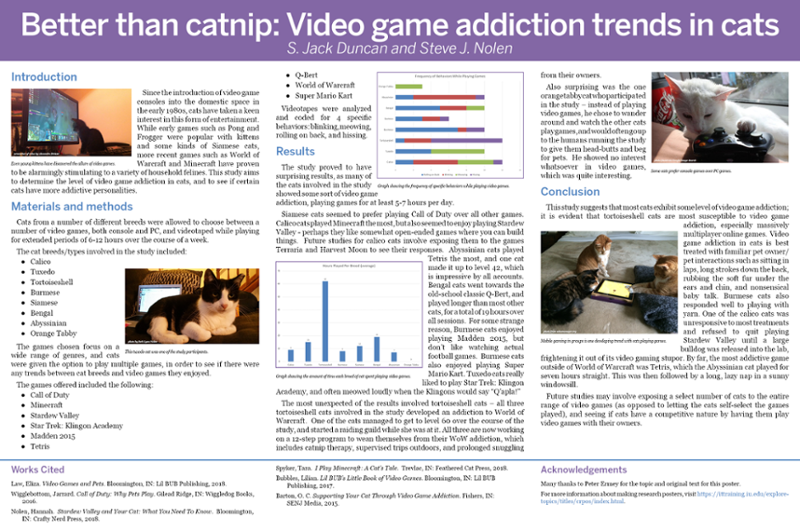 Better than catnip: Video game addiction trends in cats
S. Jack Duncan and Steve J. Nolen
Introduction
Since the introduction of video game
consoles into the domestic space in
the early 1980s, cats have taken a keen
interest in this form of entertainment.
While early games such as Pong and
Frogger were popular with kittens
and some kinds of Siamese cats,
more recent games such as World of
Warcraft and Minecraft have proven
to be alarmingly stimulating to a variety of household felines. This study aims
to determine the level of video game addiction in cats, and to see if certain
cats have more addictive personalities.
Even young kittens have discovered the allure of video games.
Materials and methods
Cats from a number of different breeds were allowed to choose between a
number of video games, both console and PC, and videotaped while playing
for extended periods of 6-12 hours over the course of a week.
The cat breeds/types involved in the study included:
• Calico
• Tuxedo
• Tortoiseshell
• Burmese
• Siamese
• Bengal
• Abyssinian
• Orange Tabby
This tuxedo cat was one of the study participants.
The games chosen focus on a
wide range of genres, and cats
were given the option to play multiple games, in order to see if there were
any trends between cat breeds and video games they enjoyed.
The games offered included the following:
• Call of Duty
• Minecraft
• Stardew Valley
• Star Trek: Klingon Academy
• Madden 2015
• Tetris
• Q-Bert
• World of Warcraft
• Super Mario Kart
Videotapes were analyzed
and coded for 4 specific
behaviors: blinking, meowing,
rolling on back, and hissing.
Frequency of Behaviors While Playing Games
Graph showing the frequency of specific behaviors while playing video games.
Results
The study proved to have
surprising results, as many of
the cats involved in the study
showed some sort of video game
addiction, playing games for at least 5-7 hours per day.
Siamese cats seemed to prefer playing Call of Duty over all other games.
Calico cats played Minecraft the most, but also seemed to enjoy playing Stardew
Valley - perhaps they like somewhat open-ended games where you can build
things. Future studies for calico cats involve exposing them to the games
Terraria and Harvest Moon to see their responses. Abyssinian cats played
Tetris the most, and one cat
made it up to level 42, which
is impressive by all accounts.
Bengal cats went towards the
old-school classic Q-Bert, and
played longer than most other
cats, for a total of 19 hours over
all sessions. For some strange
reason, Burmese cats enjoyed
playing Madden 2015, but
don't like watching actual
football games. Burmese cats
also enjoyed playing Super
Mario Kart. Tuxedo cats really
liked to play Star Trek: Klingon
Academy, and often meowed loudly when the Klingons would say "Q'apla!"
Hours Played Per Breed (average)
Graph showing the amount of time each breed of cat spent playing video games.
The most unexpected of the results involved tortoiseshell cats – all three
tortoiseshell cats involved in the study developed an addiction to World of
Warcraft. One of the cats managed to get to level 60 over the course of the
study, and started a raiding guild while she was at it. All three are now working
on a 12-step program to wean themselves from their WoW addiction, which
includes catnip therapy, supervised trips outdoors, and prolonged snuggling
from their owners.
Also surprising was the one
orange tabby cat who participated
in the study – instead of playing
video games, he chose to wander
around and watch the other cats
play games, and would often go up
to the humans running the study
to give them head-butts and beg
for pets. He showed no interest
whatsoever in video games,
which was quite interesting.
Some cats prefer console games over PC games.
Conclusion
This study suggests that most cats exhibit some level of video game addiction;
it is evident that tortoiseshell cats are most susceptible to video game
addiction, especially massively
multiplayer online games. Video
game addiction in cats is best
treated with familiar pet owner/
pet interactions such as sitting in
laps, long strokes down the back,
rubbing the soft fur under the
ears and chin, and nonsensical
baby talk. Burmese cats also
responded well to playing with
yarn. One of the calico cats was
unresponsive to most treatments
and refused to quit playing
Stardew Valley until a large
bulldog was released into the lab,
frightening it out of its video gaming stupor. By far, the most addictive game
outside of World of Warcraft was Tetris, which the Abyssinian cat played for
seven hours straight. This was then followed by a long, lazy nap in a sunny
windowsill.
Mobile gaming in groups is one developing trend with cats playing games.
Future studies may involve exposing a select number of cats to the entire
range of video games (as opposed to letting the cats self-select the games
played), and seeing if cats have a competitive nature by having them play
video games with their owners.
Works Cited
Law, Eliza. Video Games and Pets. Bloomington, IN: Lil BUB Publishing, 2018.
Wigglebottom, Jarrard. Call of Duty: Why Pets Play. Gilead Ridge, IN: Wiggledog Books,
2016.
Nolen, Hannah. Stardew Valley and Your Cat: What You Need To Know. Bloomington,
IN: Crafty Nerd Press, 2018.
Spyker, Tara. I Play Minecraft: A Cat's Tale. Trevlac, IN: Feathered Cat Press, 2018.
Bubbles, Lilian. Lil BUB's Little Book of Video Games. Bloomington, IN: Lil BUB
Publishing, 2017.
Barton, O. C. Supporting Your Cat Through Video Game Addiction. Fishers, IN:
SENJ Media, 2015.
Acknowledgements
Many thanks to Peter Krausy for the topic and original text for this poster.
For more information about making research posters, visit https://ittraining.iu.edu/explore-
topics/titles/urpos/index.html.